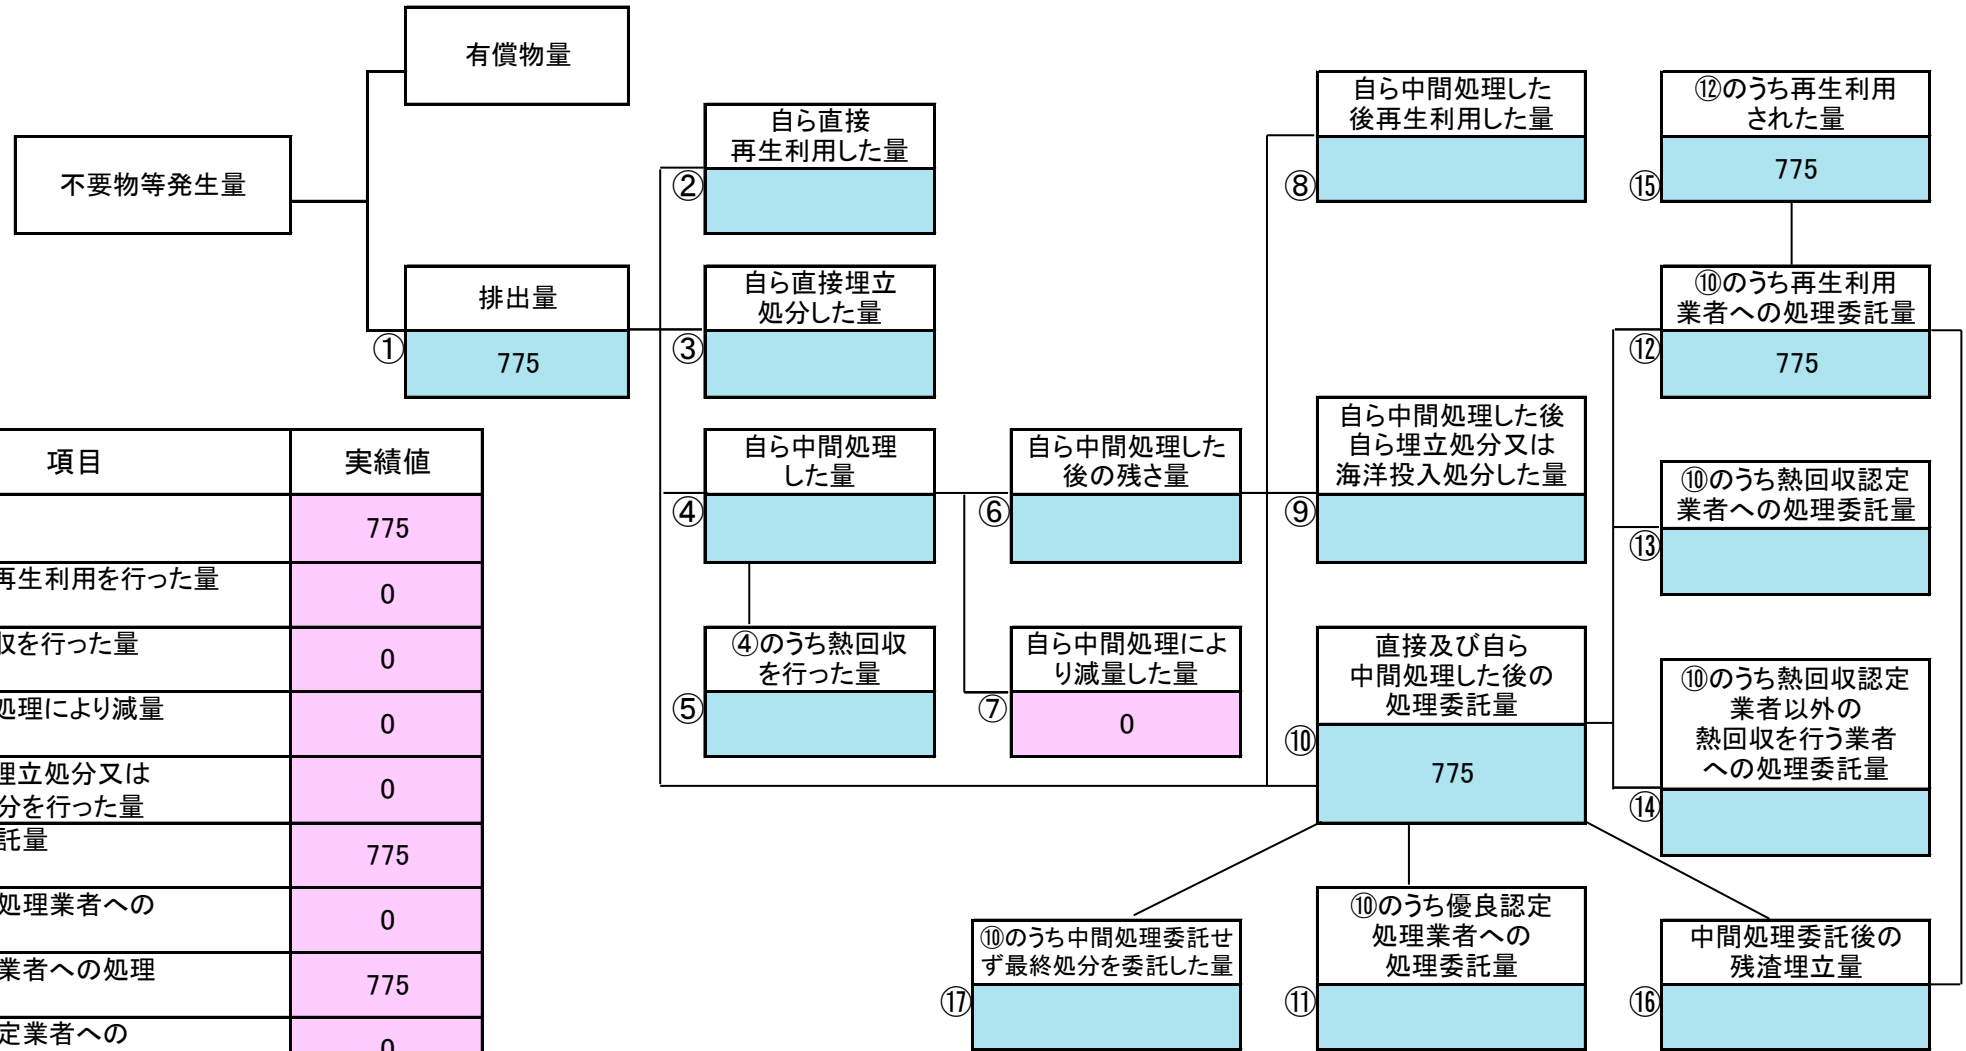 有償物量
不要物等発生量
排出量
①
775
自ら直接
再生利用した量
②
自ら直接埋立
処分した量
③
自ら中間処理
した量
④
④のうち熱回収
を行った量
⑤
自ら中間処理した
後の残さ量
⑥
自ら中間処理によ
り減量した量
⑦
0
自ら中間処理した
後再生利用した量
⑧
自ら中間処理した後
自ら埋立処分又は
海洋投入処分した量
⑨
直接及び自ら
中間処理した後の
処理委託量
⑩
775
⑫のうち再生利用
された量
⑮
775
⑩のうち再生利用
業者への処理委託量
⑫
775
⑩のうち熱回収認定
業者への処理委託量
⑬
⑩のうち熱回収認定
業者以外の
熱回収を行う業者
への処理委託量
⑭
⑩のうち中間処理委託せ
ず最終処分を委託した量
⑰
⑩のうち優良認定
処理業者への
処理委託量
⑪
中間処理委託後の
残渣埋立量
⑯
項目 実績値
775
再生利用を行った量 0
収を行った量 0
処理により減量 0
埋立処分又は
分を行った量 0
託量 775
処理業者への 0
業者への処理 775
定業者への 0